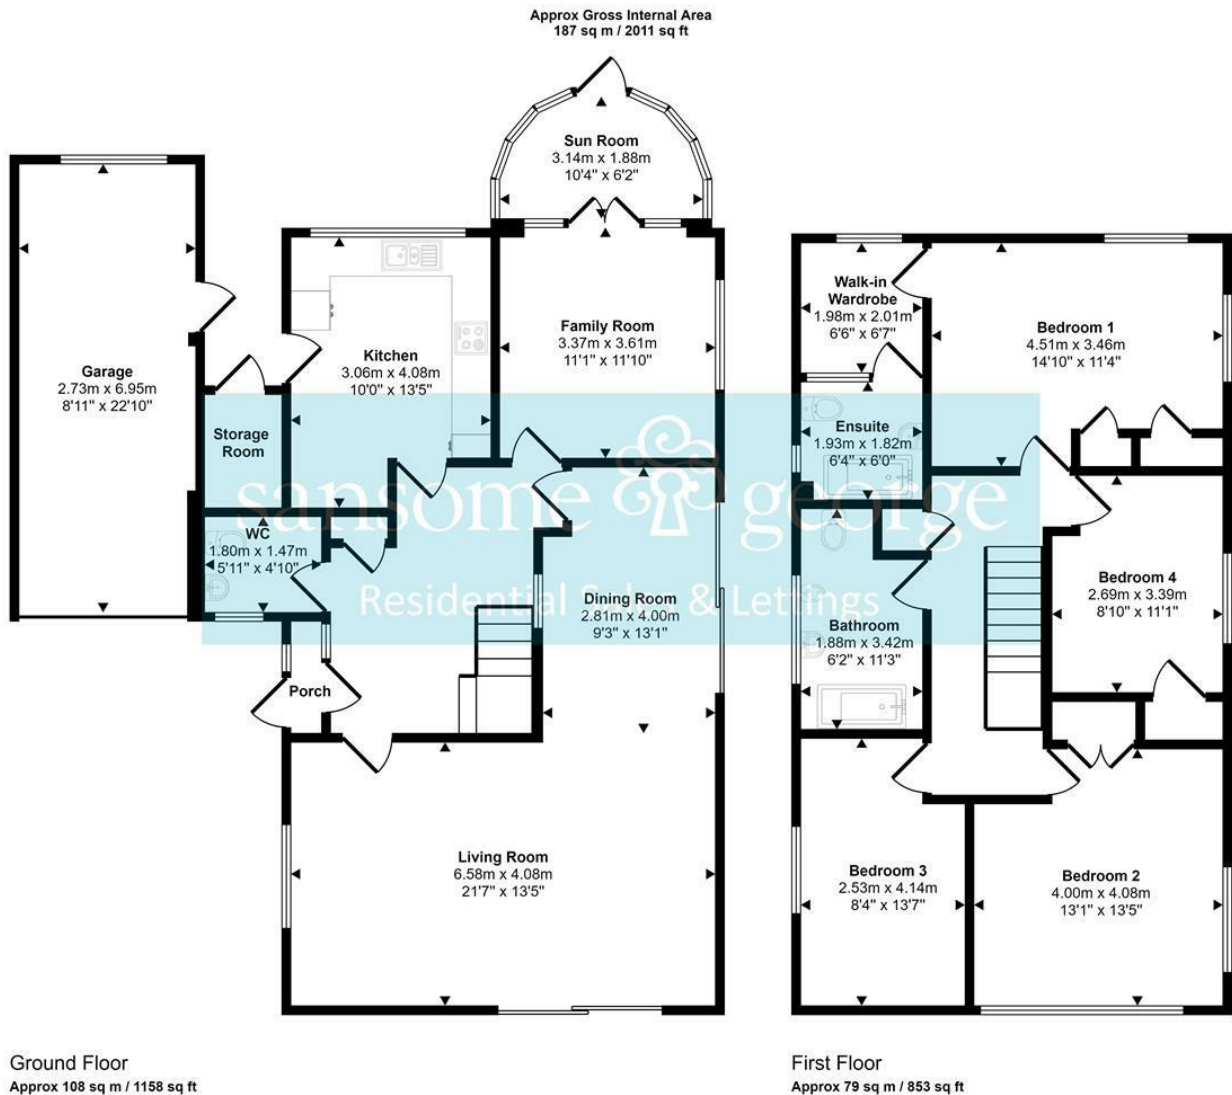 Approx Gross Internal Area
187 sq m / 2011 sq ft
Sun Room
3.14m x 1.88m
10'4" x 6'2"
Garage
2.73m x 6.95m
8'11" x 22'10"
Storage
Room
Kitchen
3.06m x 4.08m
10'0" x 13'5"
Family Room
3.37m x 3.61m
11'1" x 11'10"
WC
1.80m x 1.47m
5'11" x 4'10"
Porch
Dining Room
2.81m x 4.00m
9'3" x 13'1"
Living Room
6.58m x 4.08m
21'7" x 13'5"
Walk-in
Wardrobe
1.98m x 2.01m
6'6" x 6'7"
Bedroom 1
4.51m x 3.46m
14'10" x 11'4"
Ensuite
1.93m x 1.82m
6'4" x 6'0"
Bathroom
1.88m x 3.42m
6'2" x 11'3"
Bedroom 4
2.69m x 3.39m
8'10" x 11'1"
Bedroom 3
2.53m x 4.14m
8'4" x 13'7"
Bedroom 2
4.00m x 4.08m
13'1" x 13'5"
sansome george
Residential Sales & Lettings
Ground Floor
Approx 108 sq m / 1158 sq ft
First Floor
Approx 79 sq m / 853 sq ft